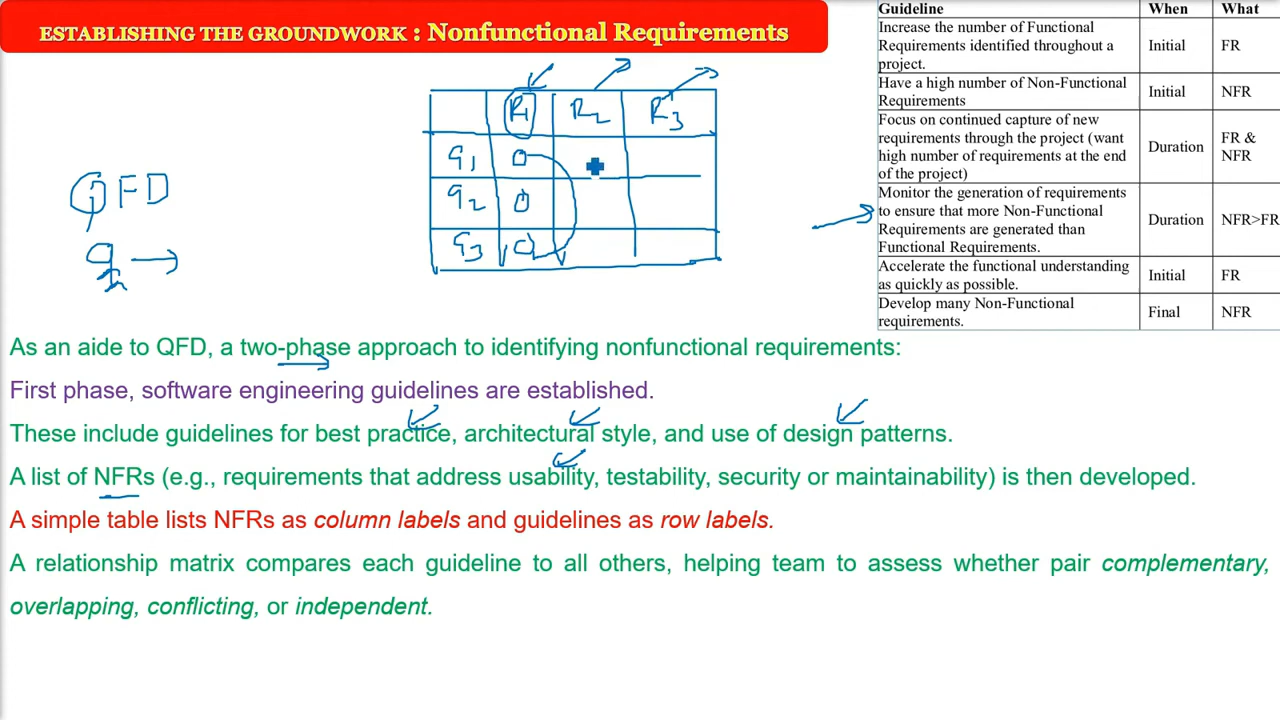 ESTABLISHING THE GROUNDWORK : Nonfunctional Requirements
Guideline When What
Increase the number of Functional
Requirements identified throughout a
project.
Initial FR
Have a high number of Non-Functional
Requirements
Initial NFR
Focus on continued capture of new
requirements through the project (want
high number of requirements at the end
of the project)
Duration FR &
NFR
Monitor the generation of requirements
to ensure that more Non-Functional
Requirements are generated than
Functional Requirements.
Duration NFR>FR
Accelerate the functional understanding
as quickly as possible.
Initial FR
Develop many Non-Functional
requirements.
Final NFR
R1 R2 R3
q1
q2
q3
QFD
q
As an aide to QFD, a two-phase approach to identifying nonfunctional requirements:
First phase, software engineering guidelines are established.
These include guidelines for best practice, architectural style, and use of design patterns.
A list of NFRs (e.g., requirements that address usability, testability, security or maintainability) is then developed.
A simple table lists NFRs as column labels and guidelines as row labels.
A relationship matrix compares each guideline to all others, helping team to assess whether pair complementary,
overlapping, conflicting, or independent.